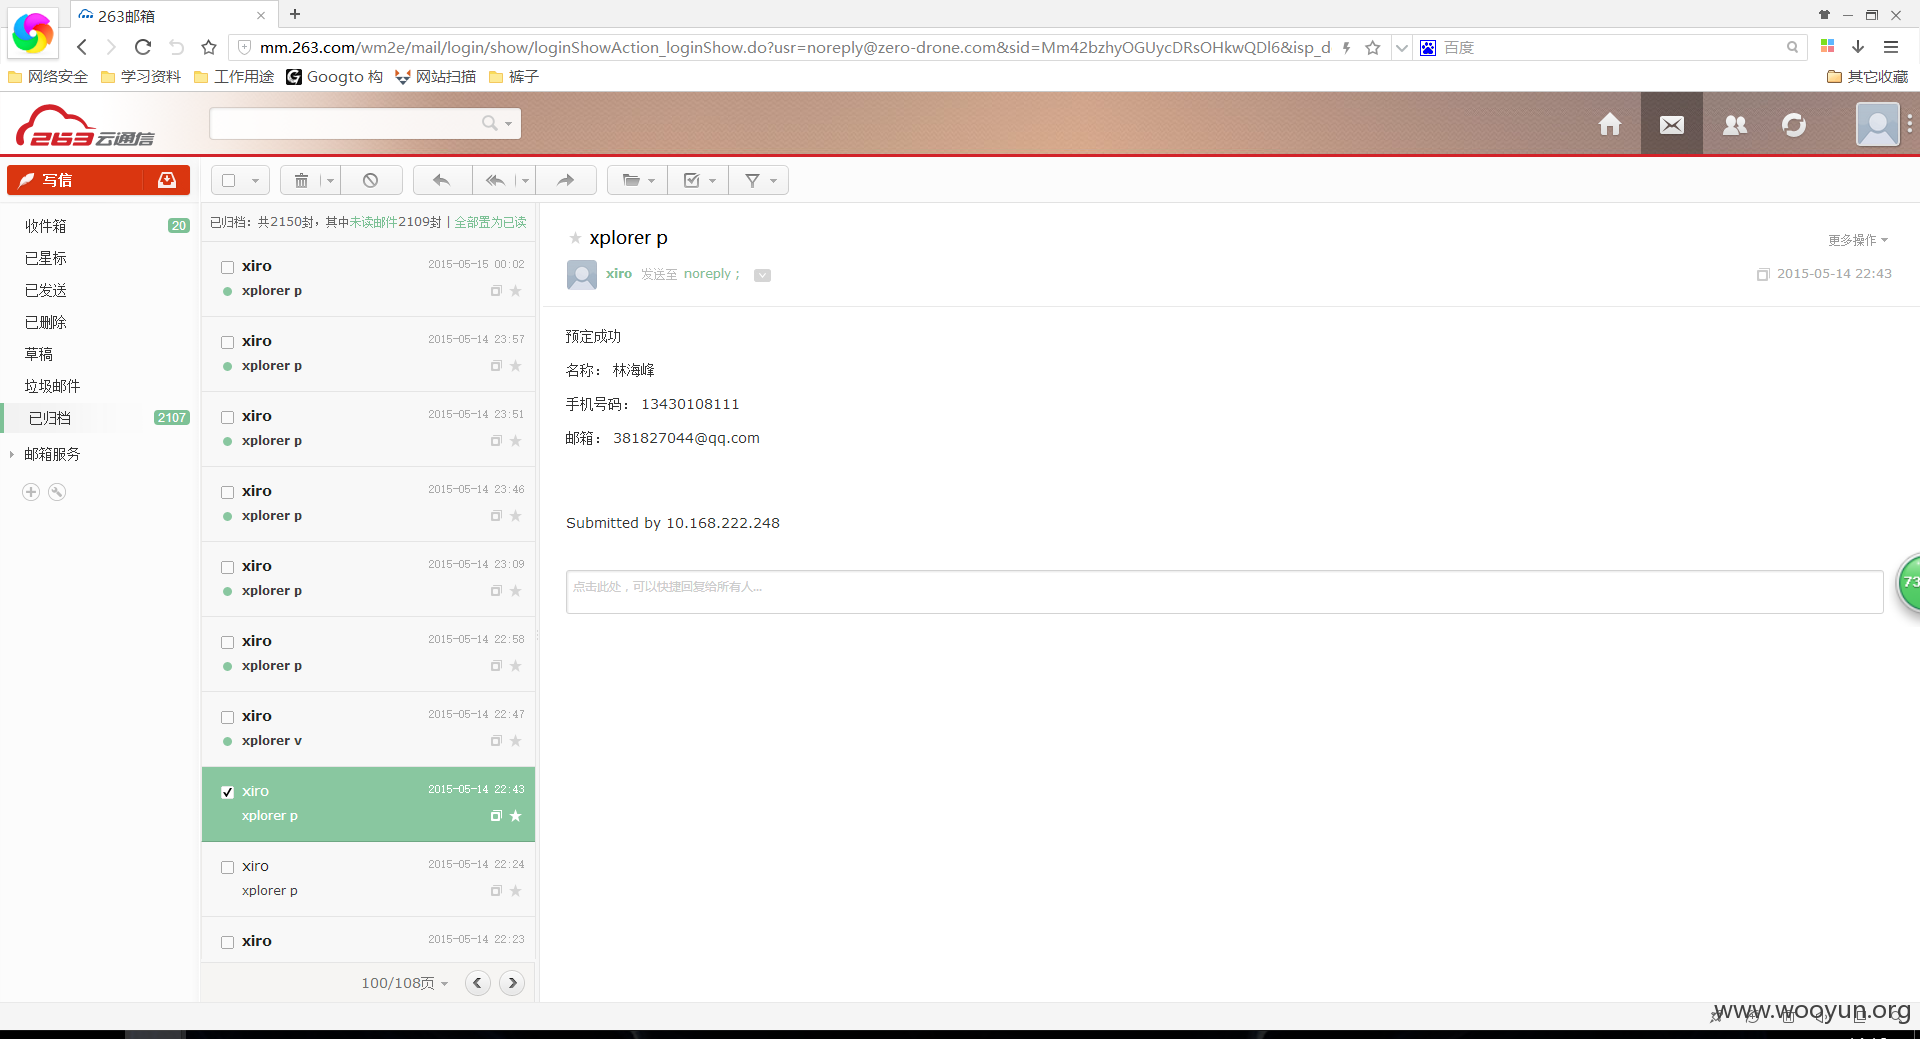 263邮箱
mm.263.com/wm2e/mail/login/show/loginShowAction_loginShow.do?usr=noreply@zero-drone.com&sid=Mm42bzhyOGUycDRsOHkwQDl6&isp_d
百度
网络安全 学习资料 工作用途 Googto 构 网站扫描 裤子 其它收藏
263云通信
写信
收件箱 20
已星标
已发送
已删除
草稿
垃圾邮件
已归档 2107
邮箱服务
已归档：共2150封，其中未读邮件2109封 | 全部置为已读
xiro 2015-05-15 00:02
xplorer p
xiro 2015-05-14 23:57
xplorer p
xiro 2015-05-14 23:51
xplorer p
xiro 2015-05-14 23:46
xplorer p
xiro 2015-05-14 23:09
xplorer p
xiro 2015-05-14 22:58
xplorer p
xiro 2015-05-14 22:47
xplorer v
xiro 2015-05-14 22:43
xplorer p
xiro 2015-05-14 22:24
xplorer p
xiro 2015-05-14 22:23
100/108页
xplorer p
更多操作
xiro 发送至 noreply ;
2015-05-14 22:43
预定成功
名称： 林海峰
手机号码： 13430108111
邮箱： 381827044@qq.com
Submitted by 10.168.222.248
点击此处，可以快捷回复给所有人...
73
www.wooyun.org